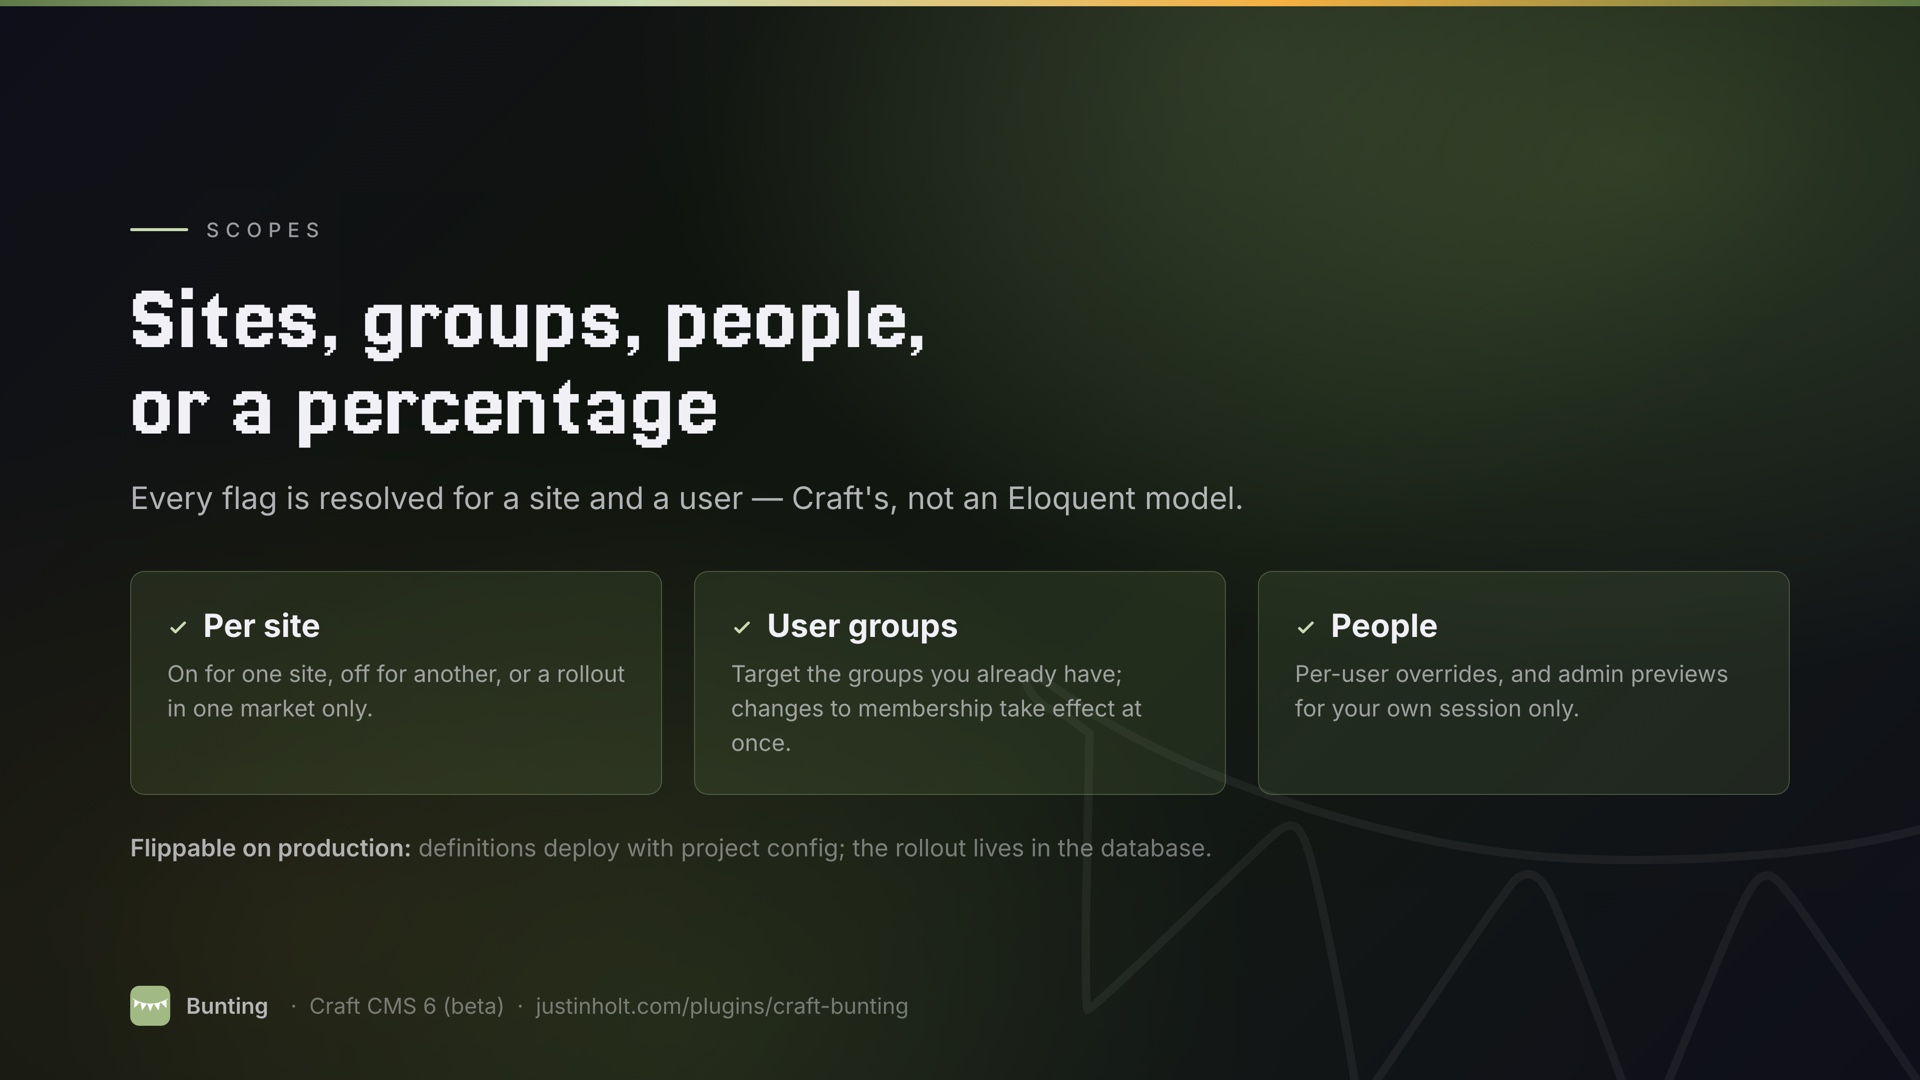 SCOPES
Sites, groups, people,
or a percentage
Every flag is resolved for a site and a user — Craft's, not an Eloquent model.
Per site
On for one site, off for another, or a rollout
in one market only.
User groups
Target the groups you already have;
changes to membership take effect at
once.
People
Per-user overrides, and admin previews
for your own session only.
Flippable on production: definitions deploy with project config; the rollout lives in the database.
Bunting · Craft CMS 6 (beta) · justinholt.com/plugins/craft-bunting